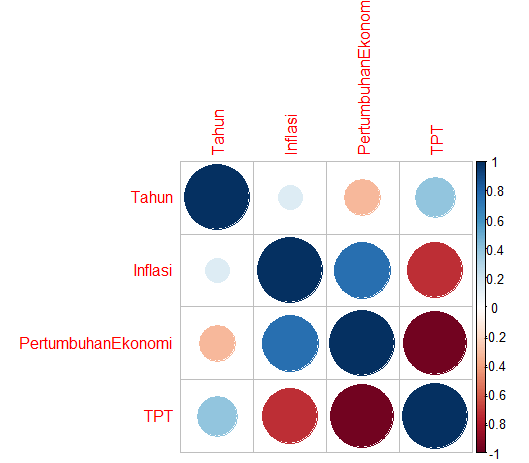 Tahun
Inflasi
PertumbuhanEkonomi
TPT
Tahun
Inflasi
PertumbuhanEkonomi
TPT
1
0.8
0.6
0.4
0.2
0
-0.2
-0.4
-0.6
-0.8
-1